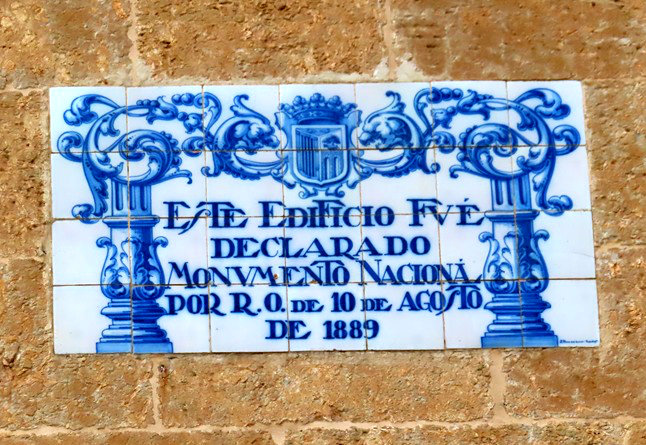 ESTE EDIFICIO FVÉ
DECLARADO
MONVMENTO NACIONAL
POR R.O. DE 10 DE AGOSTO
DE 1889